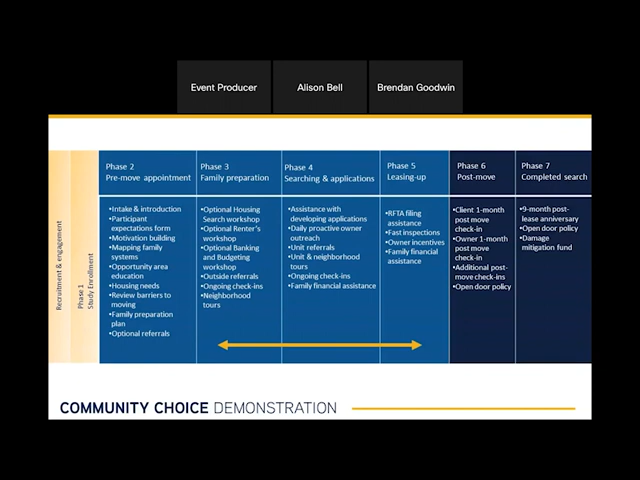 Event Producer
Alison Bell
Brendan Goodwin
Recruitment & engagement
Phase 1
Study Enrollment
Phase 2
Pre-move appointment
•Intake & introduction
•Participant
expectations form
•Motivation building
•Mapping family
systems
•Opportunity area
education
•Housing needs
•Review barriers to
moving
•Family preparation
plan
•Optional referrals
Phase 3
Family preparation
•Optional Housing
Search workshop
•Optional Renter's
workshop
•Optional Banking
and Budgeting
workshop
•Outside referrals
•Ongoing check-ins
•Neighborhood
tours
Phase 4
Searching & applications
•Assistance with
developing applications
•Daily proactive owner
outreach
•Unit referrals
•Unit & neighborhood
tours
•Ongoing check-ins
•Family financial assistance
Phase 5
Leasing-up
•RFTA filing
assistance
•Fast inspections
•Owner incentives
•Family financial
assistance
Phase 6
Post-move
•Client 1-month
post move
check-in
•Owner 1-month
post move
check-in
•Additional post-
move check-ins
•Open door policy
Phase 7
Completed search
•9-month post-
lease anniversary
•Open door policy
•Damage
mitigation fund
COMMUNITY CHOICE DEMONSTRATION